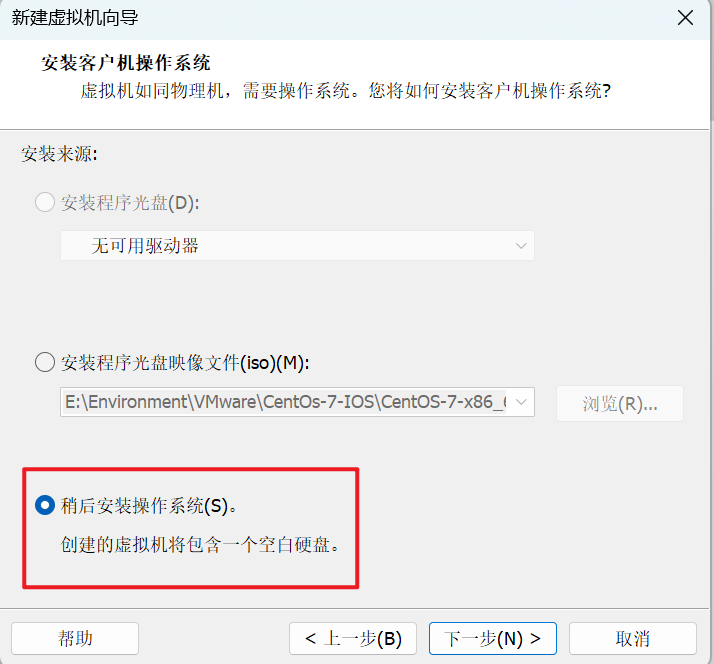 新建虚拟机向导
安装客户机操作系统
虚拟机如同物理机，需要操作系统。您将如何安装客户机操作系统?
安装来源:
安装程序光盘(D):
无可用驱动器
安装程序光盘映像文件(iso)(M):
E:\Environment\VMware\CentOs-7-IOS\CentOS-7-x86_
浏览(R)...
稍后安装操作系统(S)。
创建的虚拟机将包含一个空白硬盘。
帮助
< 上一步(B)
下一步(N) >
取消